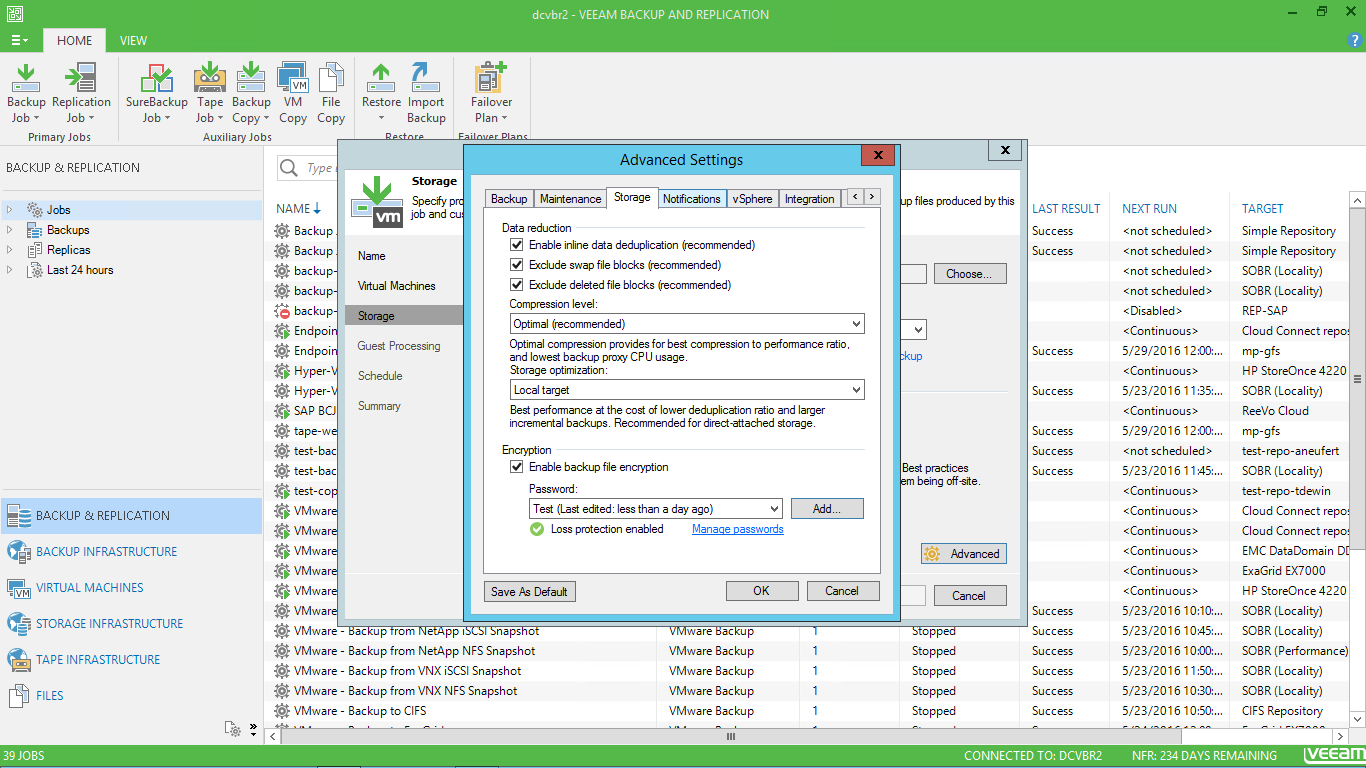 dcvbr2 - VEEAM BACKUP AND REPLICATION
HOME
VIEW
Backup Job
Replication Job
SureBackup Job
Tape Job
Backup Copy
VM Copy
File Copy
Restore
Import Backup
Failover Plan
Primary Jobs
Auxiliary Jobs
Restore
Failover Plans
BACKUP & REPLICATION
Jobs
Backups
Replicas
Last 24 hours
BACKUP & REPLICATION
BACKUP INFRASTRUCTURE
VIRTUAL MACHINES
STORAGE INFRASTRUCTURE
TAPE INFRASTRUCTURE
FILES
NAME
LAST RESULT
NEXT RUN
TARGET
Backup
Success
<not scheduled>
Simple Repository
Backup
Success
<not scheduled>
Simple Repository
backup-
<not scheduled>
SOBR (Locality)
backup-
<not scheduled>
SOBR (Locality)
backup-
<Disabled>
REP-SAP
Endpoin
<Continuous>
Cloud Connect repos
Endpoin
Success
5/29/2016 12:00:...
mp-gfs
Hyper-V
<Continuous>
HP StoreOnce 4220
Hyper-V
Success
5/23/2016 11:35:...
SOBR (Locality)
SAP BCJ
<Continuous>
ReeVo Cloud
tape-we
Success
5/29/2016 12:00:...
mp-gfs
test-bac
Success
<not scheduled>
test-repo-aneufert
test-bac
Success
5/23/2016 11:45:...
SOBR (Locality)
test-cop
<Continuous>
test-repo-tdewin
VMware
<Continuous>
Cloud Connect repos
VMware
<Continuous>
Cloud Connect repos
VMware
<Continuous>
EMC DataDomain DD
VMware
<Continuous>
ExaGrid EX7000
VMware
<Continuous>
HP StoreOnce 4220
VMware
Success
5/23/2016 10:10:...
SOBR (Locality)
VMware - Backup from NetApp iSCSI Snapshot
VMware Backup
1
Stopped
Success
5/23/2016 10:45:...
SOBR (Locality)
VMware - Backup from NetApp NFS Snapshot
VMware Backup
1
Stopped
Success
5/23/2016 10:00:...
SOBR (Performance)
VMware - Backup from VNX iSCSI Snapshot
VMware Backup
1
Stopped
Success
5/23/2016 11:50:...
SOBR (Locality)
VMware - Backup from VNX NFS Snapshot
VMware Backup
1
Stopped
Success
5/23/2016 10:30:...
SOBR (Locality)
VMware - Backup to CIFS
VMware Backup
1
Stopped
Success
5/23/2016 10:50:...
CIFS Repository
Storage
Specify pro
job and cus
up files produced by this
Name
Virtual Machines
Storage
Guest Processing
Schedule
Summary
Choose...
ckup
Best practices
em being off-site.
Advanced
Cancel
Advanced Settings
Backup
Maintenance
Storage
Notifications
vSphere
Integration
Data reduction
Enable inline data deduplication (recommended)
Exclude swap file blocks (recommended)
Exclude deleted file blocks (recommended)
Compression level:
Optimal (recommended)
Optimal compression provides for best compression to performance ratio,
and lowest backup proxy CPU usage.
Storage optimization:
Local target
Best performance at the cost of lower deduplication ratio and larger
incremental backups. Recommended for direct-attached storage.
Encryption
Enable backup file encryption
Password:
Test (Last edited: less than a day ago)
Add...
Loss protection enabled
Manage passwords
Save As Default
OK
Cancel
39 JOBS
CONNECTED TO: DCVBR2
NFR: 234 DAYS REMAINING
veeam